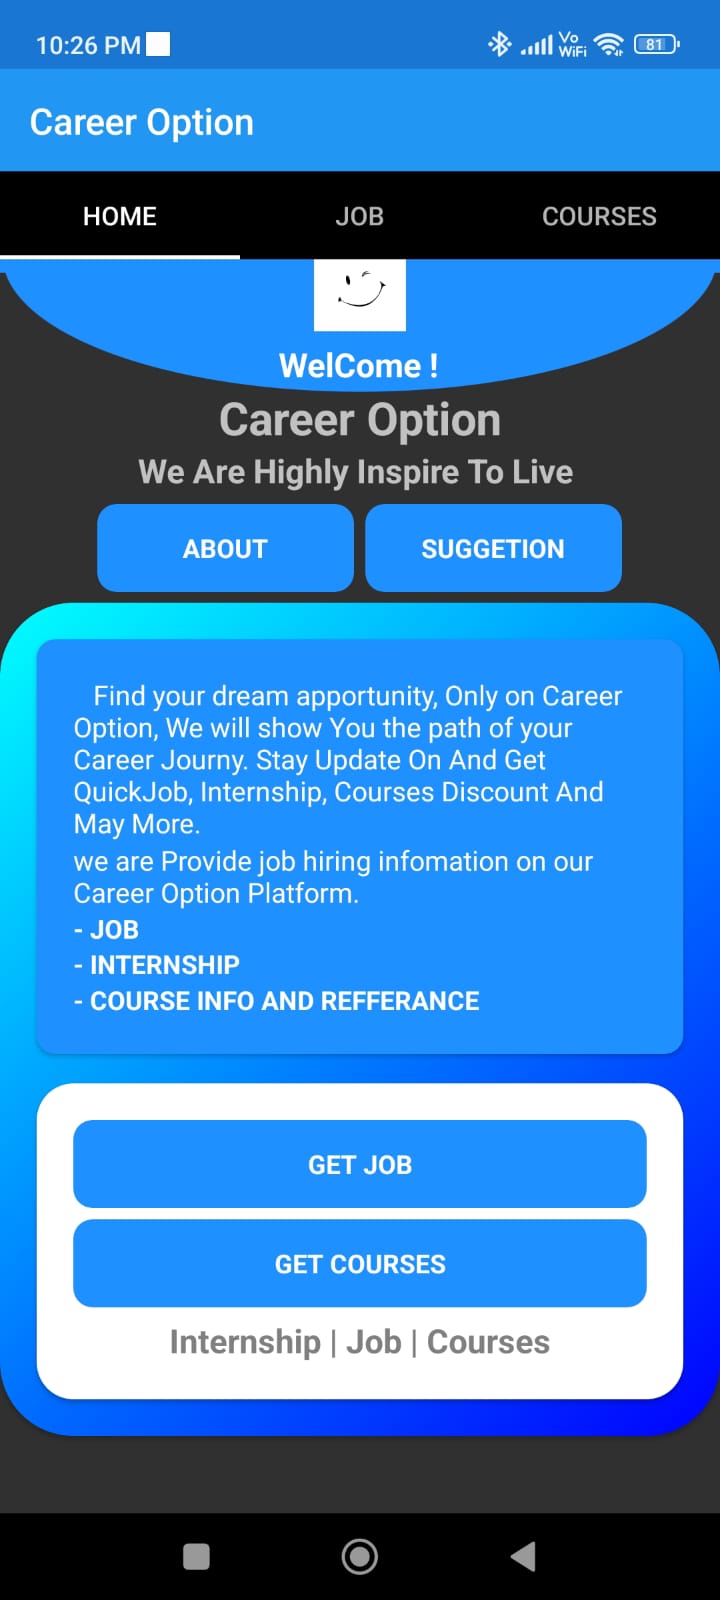 10:26 PM
Vo
WiFi
81
Career Option
HOME
JOB
COURSES
WelCome !
Career Option
We Are Highly Inspire To Live
ABOUT
SUGGETION
Find your dream apportunity, Only on Career
Option, We will show You the path of your
Career Journy. Stay Update On And Get
QuickJob, Internship, Courses Discount And
May More.
we are Provide job hiring infomation on our
Career Option Platform.
- JOB
- INTERNSHIP
- COURSE INFO AND REFFERANCE
GET JOB
GET COURSES
Internship | Job | Courses